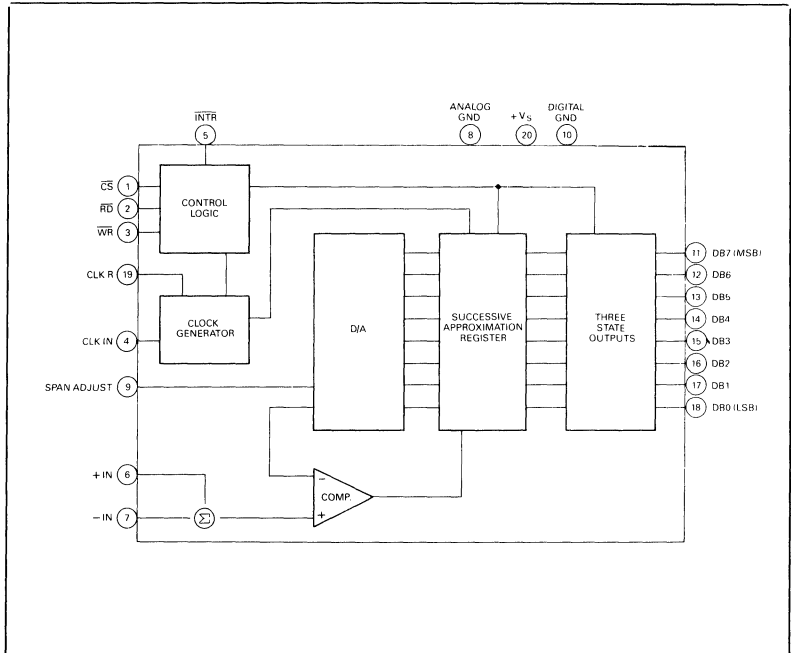 ANALOG
GND
8
+VS
20
DIGITAL
GND
10
INTR
5
CS 1
RD 2
WR 3
CONTROL
LOGIC
CLK R 19
CLOCK
GENERATOR
CLK IN 4
SPAN ADJUST 9
D/A
SUCCESSIVE
APPROXIMATION
REGISTER
THREE
STATE
OUTPUTS
11 DB7 (MSB)
12 DB6
13 DB5
14 DB4
15 DB3
16 DB2
17 DB1
18 DB0 (LSB)
+ IN 6
− IN 7
Σ
−
COMP.
+